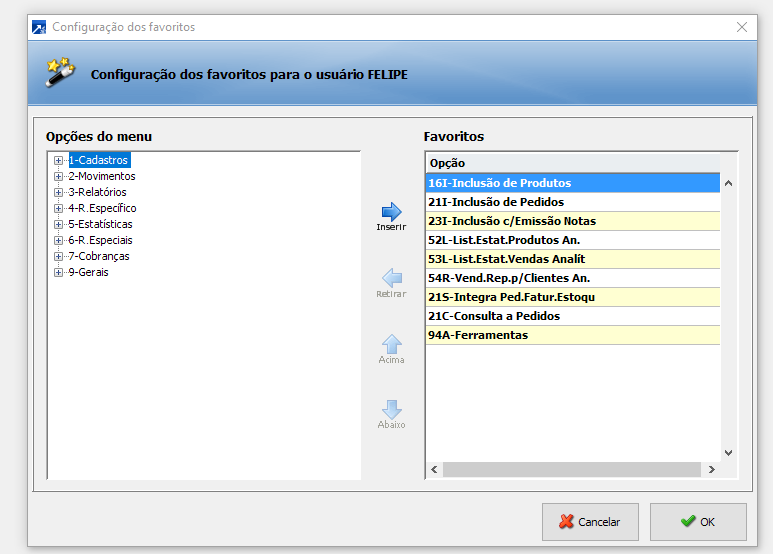 Configuração dos favoritos
Configuração dos favoritos para o usuário FELIPE
Opções do menu
1-Cadastros
2-Movimentos
3-Relatórios
4-R.Específico
5-Estatísticas
6-R.Especiais
7-Cobranças
9-Gerais
Inserir
Retirar
Acima
Abaixo
Favoritos
Opção
16I-Inclusão de Produtos
21I-Inclusão de Pedidos
23I-Inclusão c/Emissão Notas
52L-List.Estat.Produtos An.
53L-List.Estat.Vendas Analít
54R-Vend.Rep.p/Clientes An.
21S-Integra Ped.Fatur.Estoqu
21C-Consulta a Pedidos
94A-Ferramentas
Cancelar
OK